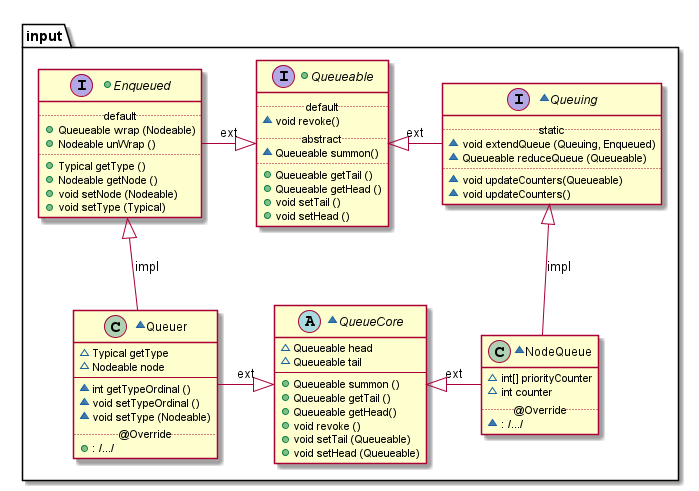 input
I Enqueued
default
Queueable wrap (Nodeable)
Nodeable unWrap ()
Typical getType ()
Nodeable getNode ()
void setNode (Nodeable)
void setType (Typical)
ext
I Queueable
default
void revoke()
abstract
Queueable summon()
Queueable getTail ()
Queueable getHead ()
void setTail ()
void setHead ()
ext
I Queuing
static
void extendQueue (Queuing, Enqueued)
Queueable reduceQueue (Queueable)
void updateCounters(Queueable)
void updateCounters()
impl
impl
C Queuer
Typical getType
Nodeable node
int getTypeOrdinal ()
void setTypeOrdinal ()
void setType (Nodeable)
@Override
: /.../
ext
A QueueCore
Queueable head
Queueable tail
Queueable summon ()
Queueable getTail ()
Queueable getHead()
void revoke ()
void setTail (Queueable)
void setHead (Queueable)
ext
C NodeQueue
int[] priorityCounter
int counter
@Override
: /.../